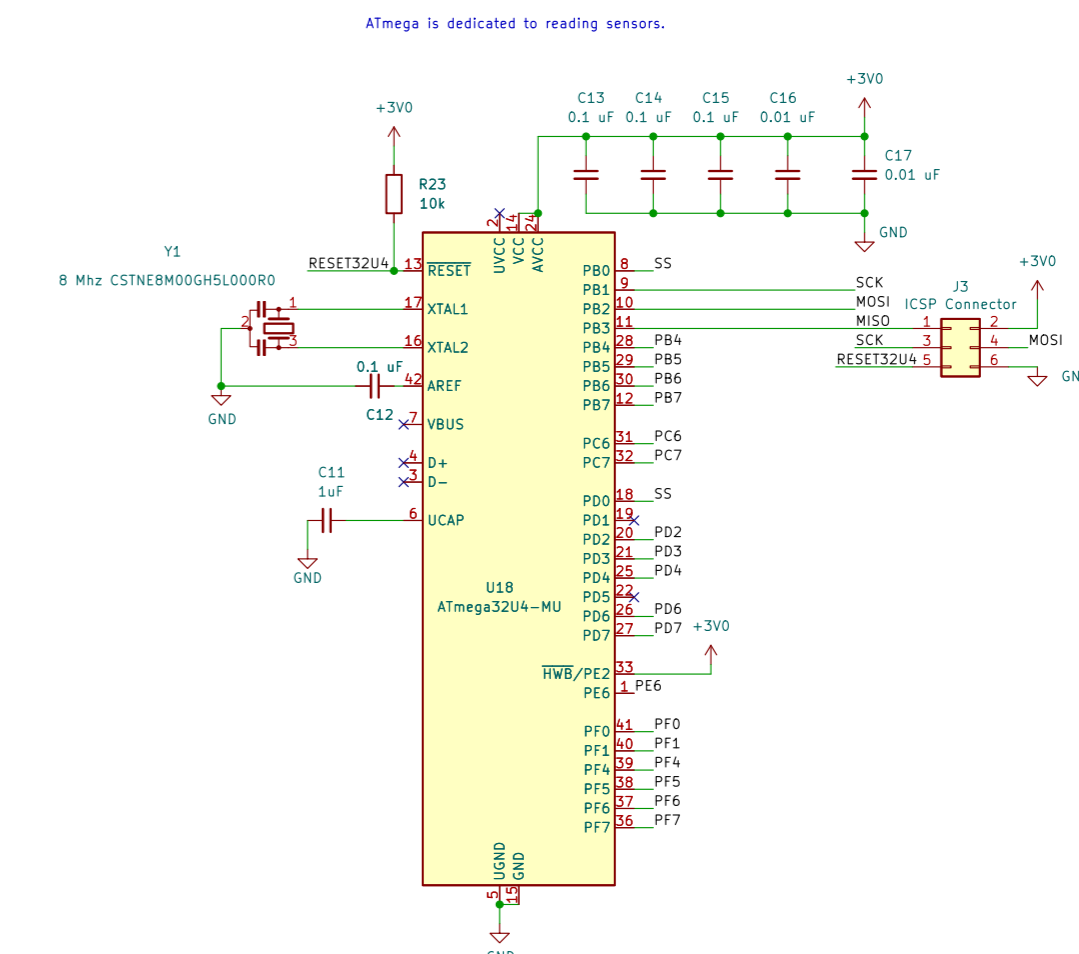 ATmega is dedicated to reading sensors.
+3V0
C13
0.1 uF
C14
0.1 uF
C15
0.1 uF
C16
0.01 uF
+3V0
C17
0.01 uF
GND
R23
10k
Y1
8 Mhz CSTNE8M00GH5L000R0
1
2
3
RESET32U4
0.1 uF
C12
GND
C11
1uF
GND
2 UVCC
14 VCC
24 AVCC
13 RESET
17 XTAL1
16 XTAL2
42 AREF
7 VBUS
4 D+
3 D-
6 UCAP
U18
ATmega32U4-MU
PB0 8 SS
PB1 9 SCK
PB2 10 MOSI
PB3 11 MISO
PB4 28 PB4
PB5 29 PB5
PB6 30 PB6
PB7 12 PB7
PC6 31 PC6
PC7 32 PC7
PD0 18 SS
PD1 19
PD2 20 PD2
PD3 21 PD3
PD4 25 PD4
PD5 22
PD6 26 PD6
PD7 27 PD7
+3V0
HWB/PE2 33
PE6 1 PE6
PF0 41 PF0
PF1 40 PF1
PF4 39 PF4
PF5 38 PF5
PF6 37 PF6
PF7 36 PF7
5 UGND
15 GND
+3V0
J3
ICSP Connector
1 2
SCK 3 4 MOSI
RESET32U4 5 6